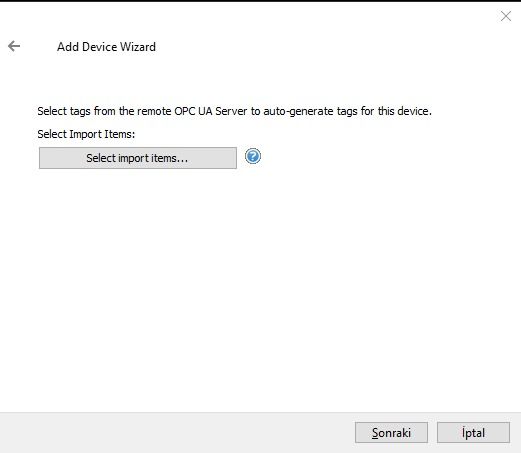 Add Device Wizard
Select tags from the remote OPC UA Server to auto-generate tags for this device.
Select Import Items:
Select import items...
Sonraki
İptal